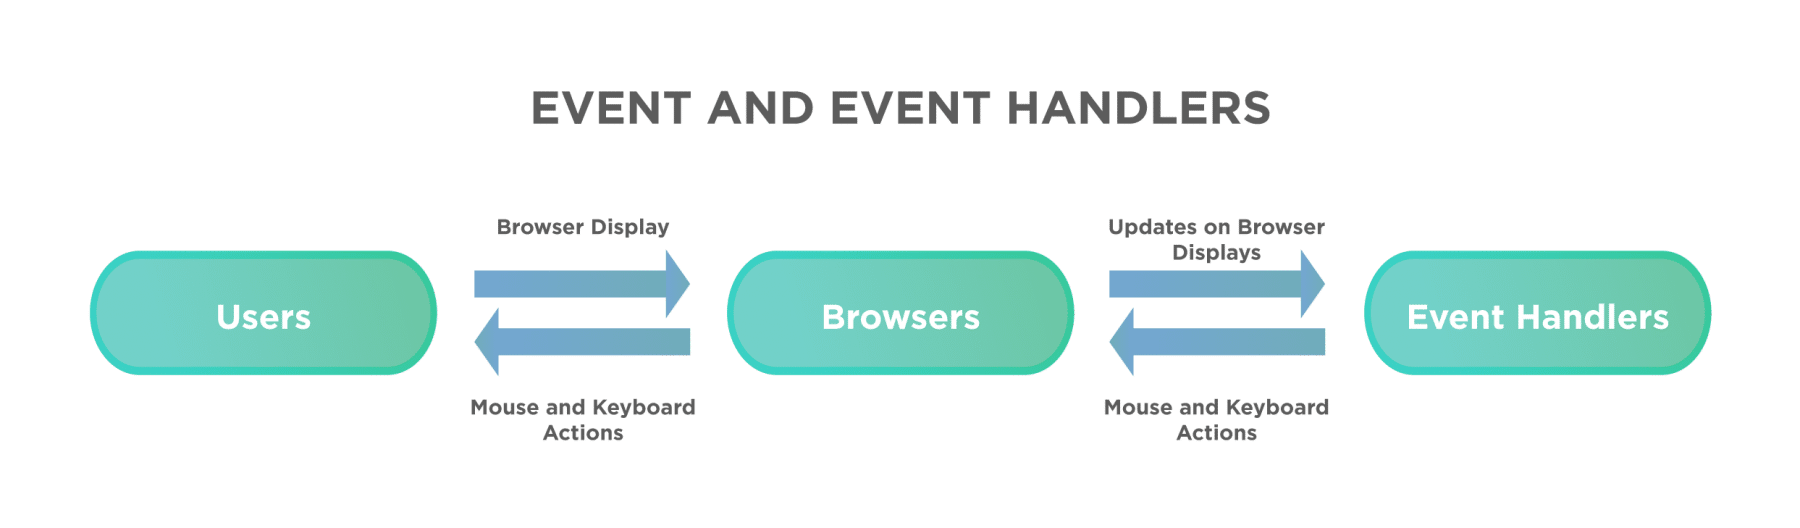 EVENT AND EVENT HANDLERS
Browser Display
Updates on Browser
Displays
Users
Browsers
Event Handlers
Mouse and Keyboard
Actions
Mouse and Keyboard
Actions